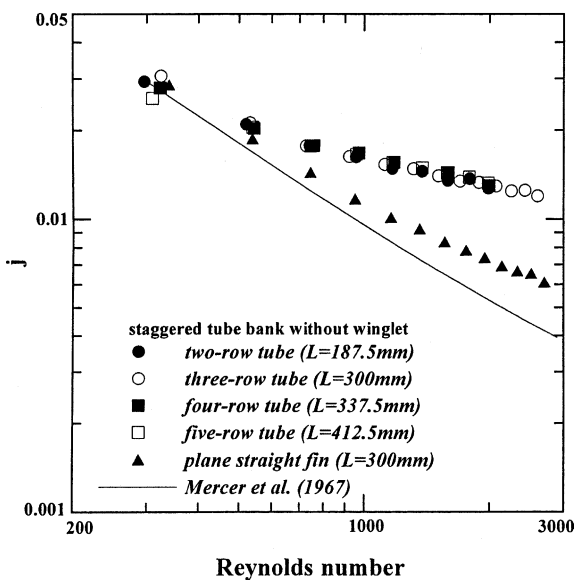 0.05
0.01
j
staggered tube bank without winglet
two-row tube (L=187.5mm)
three-row tube (L=300mm)
four-row tube (L=337.5mm)
five-row tube (L=412.5mm)
plane straight fin (L=300mm)
Mercer et al. (1967)
0.001
200 1000 3000
Reynolds number